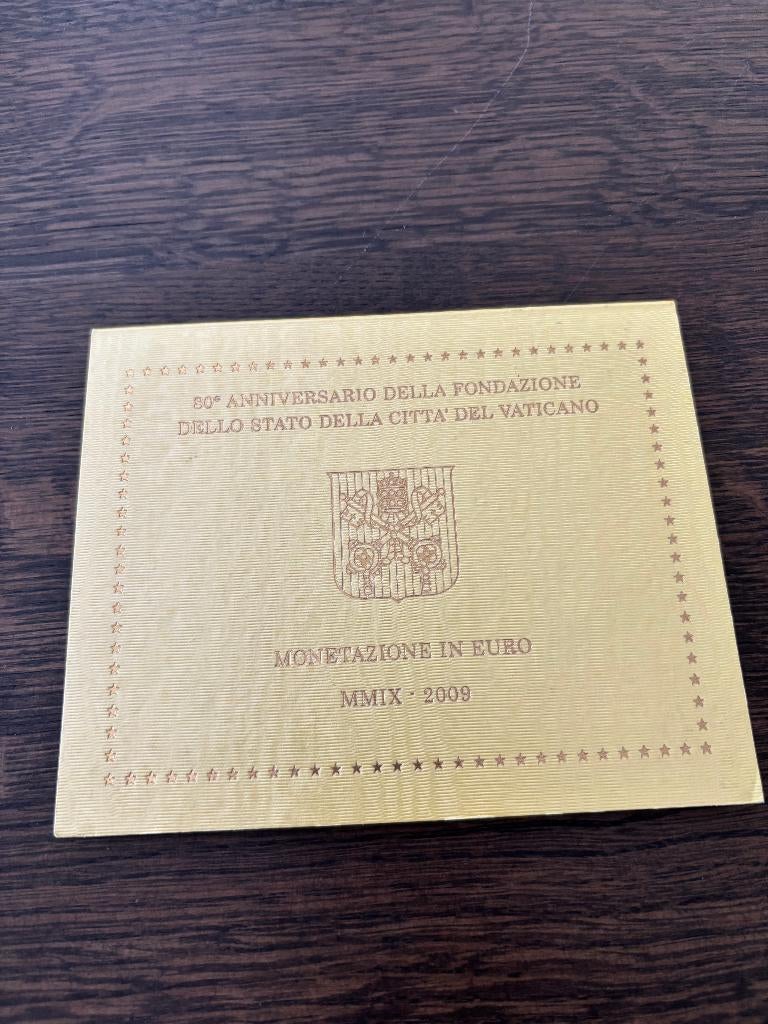 80° ANNIVERSARIO DELLA FONDAZIONE
DELLO STATO DELLA CITTA' DEL VATICANO
MONETAZIONE IN EURO
MMIX - 2009